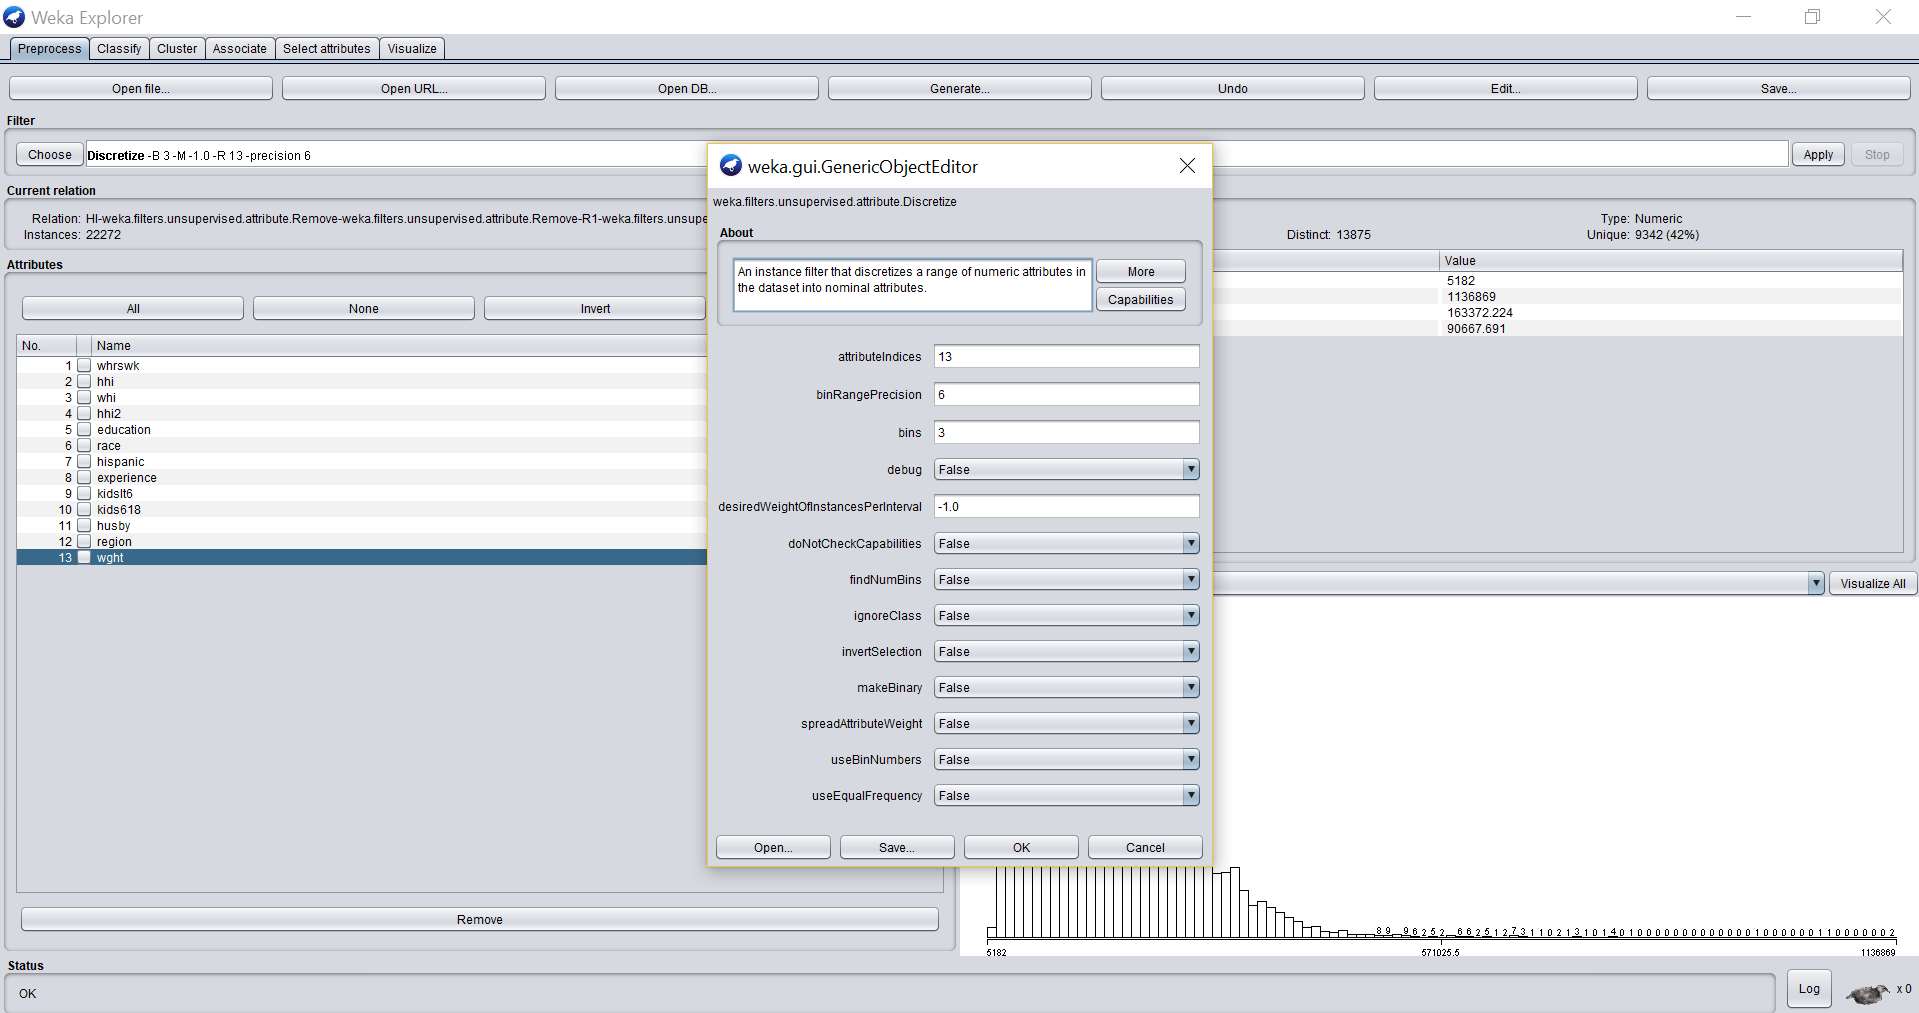 Weka Explorer
Preprocess Classify Cluster Associate Select attributes Visualize
Open file... Open URL... Open DB... Generate... Undo Edit... Save...
Filter
Choose Discretize -B 3 -M -1.0 -R 13 -precision 6 Apply Stop
Current relation
Relation: HI-weka.filters.unsupervised.attribute.Remove-weka.filters.unsupervised.attribute.Remove-R1-weka.filters.unsupe
Instances: 22272
Attributes
All None Invert
No. Name
1 whrswk
2 hhi
3 whi
4 hhi2
5 education
6 race
7 hispanic
8 experience
9 kidslt6
10 kids618
11 husby
12 region
13 wght
Remove
weka.gui.GenericObjectEditor
weka.filters.unsupervised.attribute.Discretize
About
An instance filter that discretizes a range of numeric attributes in
the dataset into nominal attributes.
More
Capabilities
attributeIndices 13
binRangePrecision 6
bins 3
debug False
desiredWeightOfInstancesPerInterval -1.0
doNotCheckCapabilities False
findNumBins False
ignoreClass False
invertSelection False
makeBinary False
spreadAttributeWeight False
useBinNumbers False
useEqualFrequency False
Open... Save... OK Cancel
Type: Numeric
Distinct: 13875 Unique: 9342 (42%)
Value
5182
1136869
163372.224
90667.691
Visualize All
5182 571025.5 1136869
Status
OK
Log x 0